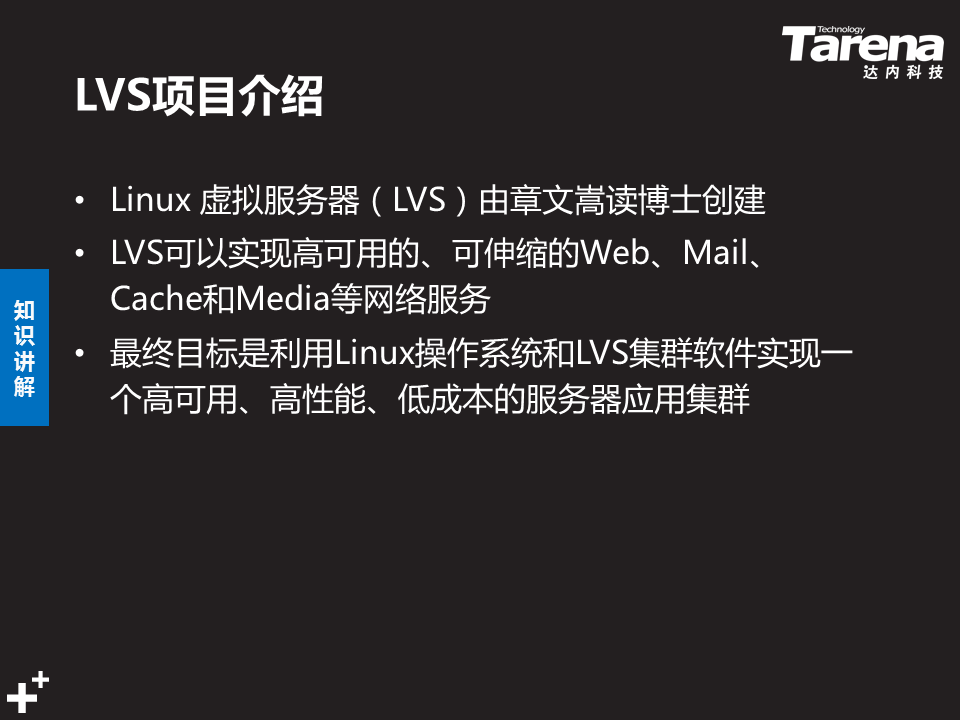 Technology
Tarena
达内科技
LVS项目介绍
• Linux 虚拟服务器（LVS）由章文嵩读博士创建
• LVS可以实现高可用的、可伸缩的Web、Mail、
Cache和Media等网络服务
• 最终目标是利用Linux操作系统和LVS集群软件实现一
个高可用、高性能、低成本的服务器应用集群
知
识
讲
解